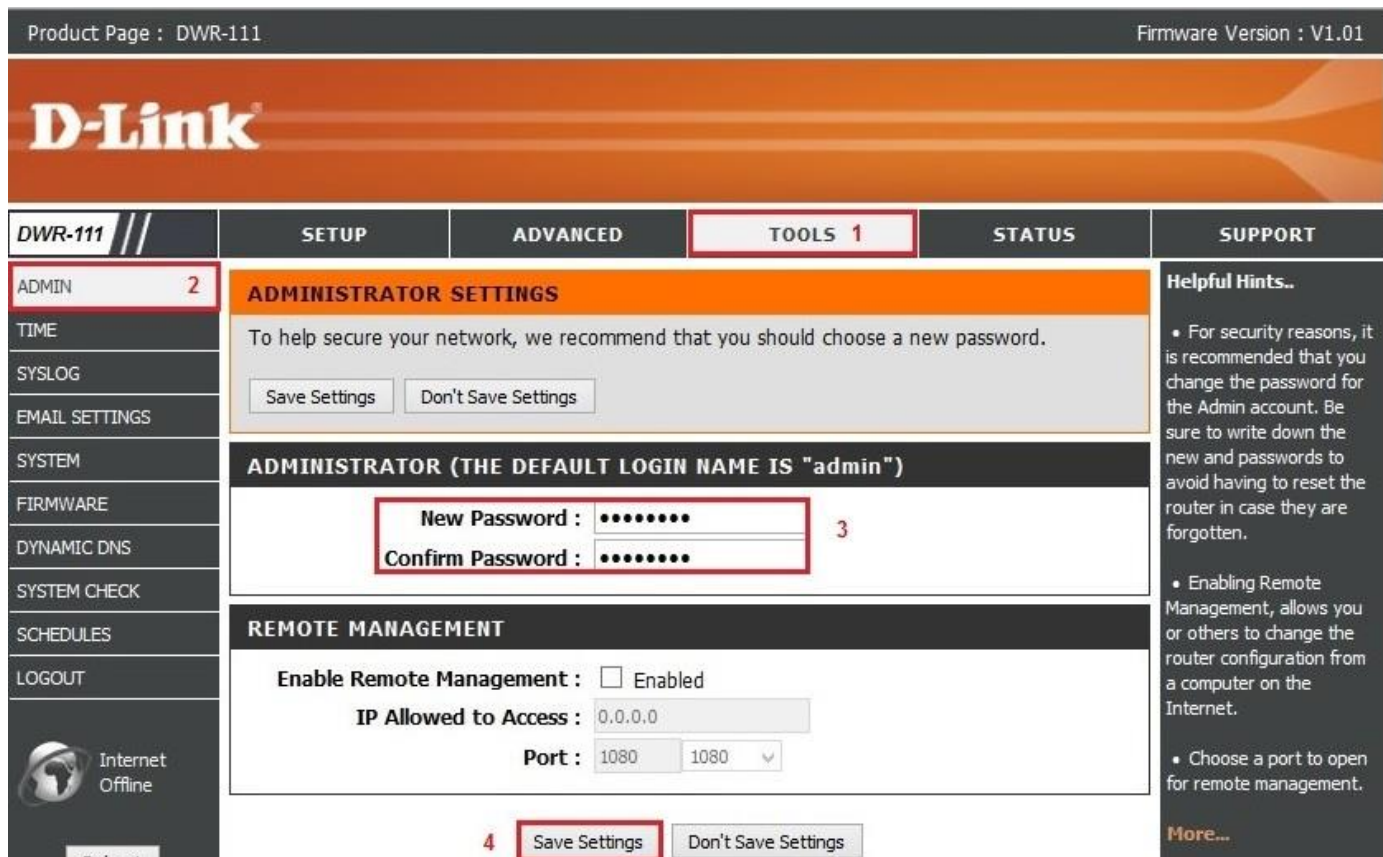 Product Page : DWR-111
Firmware Version : V1.01
D-Link
DWR-111
SETUP
ADVANCED
TOOLS 1
STATUS
SUPPORT
ADMIN 2
TIME
SYSLOG
EMAIL SETTINGS
SYSTEM
FIRMWARE
DYNAMIC DNS
SYSTEM CHECK
SCHEDULES
LOGOUT
Internet
Offline
ADMINISTRATOR SETTINGS
To help secure your network, we recommend that you should choose a new password.
Save Settings Don't Save Settings
ADMINISTRATOR (THE DEFAULT LOGIN NAME IS "admin")
New Password : ••••••••
3
Confirm Password : ••••••••
REMOTE MANAGEMENT
Enable Remote Management : Enabled
IP Allowed to Access : 0.0.0.0
Port : 1080 1080
4 Save Settings Don't Save Settings
Helpful Hints..
• For security reasons, it
is recommended that you
change the password for
the Admin account. Be
sure to write down the
new and passwords to
avoid having to reset the
router in case they are
forgotten.
• Enabling Remote
Management, allows you
or others to change the
router configuration from
a computer on the
Internet.
• Choose a port to open
for remote management.
More...